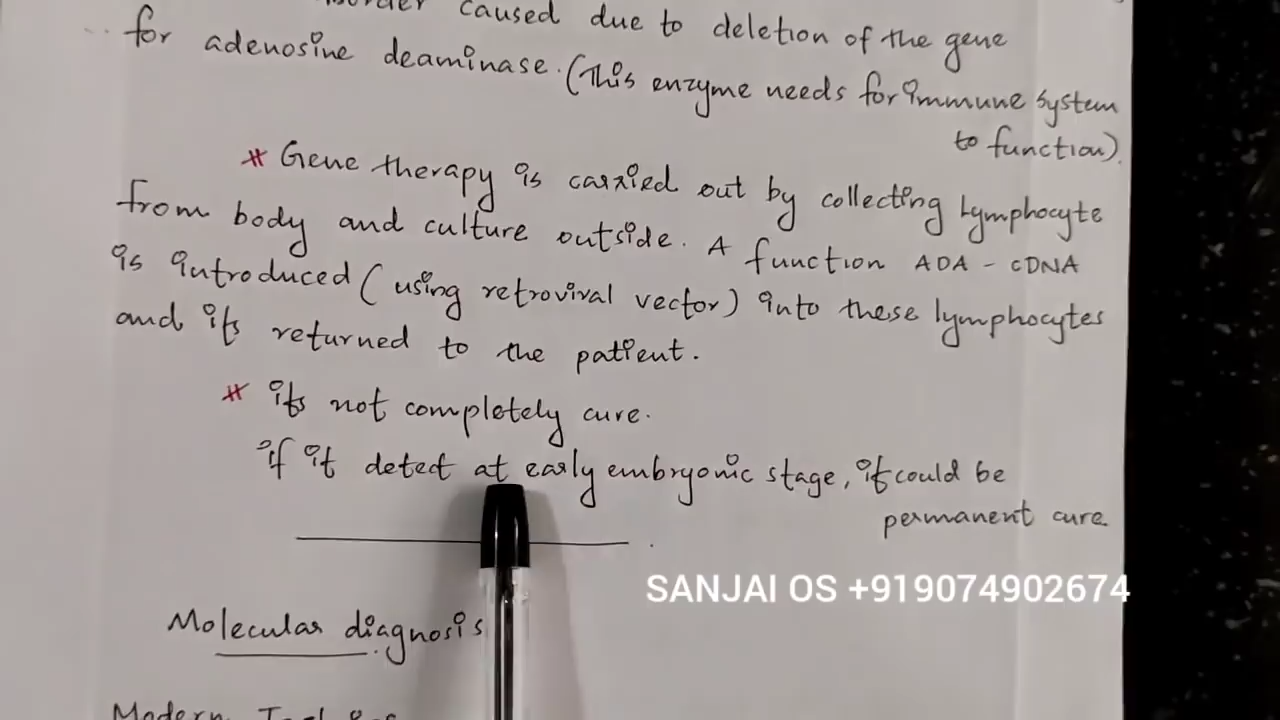 caused due to deletion of the gene
for adenosine deaminase. (This enzyme needs for immune system
to function).
* Gene therapy is carried out by collecting lymphocyte
from body and culture outside. A function ADA - cDNA
is introduced (using retroviral vector) into these lymphocytes
and its returned to the patient.
* its not completely cure.
if it detect at early embryonic stage, it could be
permanent cure.
SANJAI OS +919074902674
Molecular diagnosis
Modern